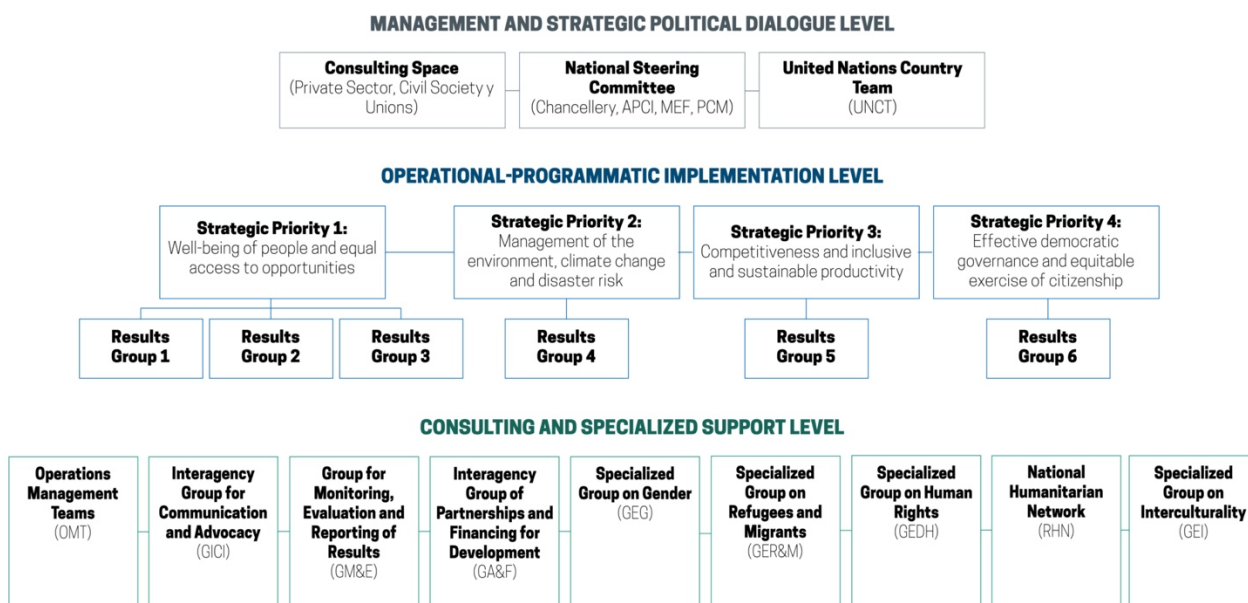 MANAGEMENT AND STRATEGIC POLITICAL DIALOGUE LEVEL
Consulting Space
(Private Sector, Civil Society y
Unions)
National Steering
Committee
(Chancellery, APCI, MEF, PCM)
United Nations Country
Team
(UNCT)
OPERATIONAL-PROGRAMMATIC IMPLEMENTATION LEVEL
Strategic Priority 1:
Well-being of people and equal
access to opportunities
Strategic Priority 2:
Management of the
environment, climate change
and disaster risk
Strategic Priority 3:
Competitiveness and inclusive
and sustainable productivity
Strategic Priority 4:
Effective democratic
governance and equitable
exercise of citizenship
Results
Group 1
Results
Group 2
Results
Group 3
Results
Group 4
Results
Group 5
Results
Group 6
CONSULTING AND SPECIALIZED SUPPORT LEVEL
Operations
Management
Teams
(OMT)
Interagency
Group for
Communication
and Advocacy
(GICI)
Group for
Monitoring,
Evaluation and
Reporting of
Results
(GM&E)
Interagency
Group of
Partnerships and
Financing for
Development
(GA&F)
Specialized
Group on Gender
(GEG)
Specialized
Group on
Refugees and
Migrants
(GER&M)
Specialized
Group on Human
Rights
(GEDH)
National
Humanitarian
Network
(RHN)
Specialized
Group on
Interculturality
(GEI)